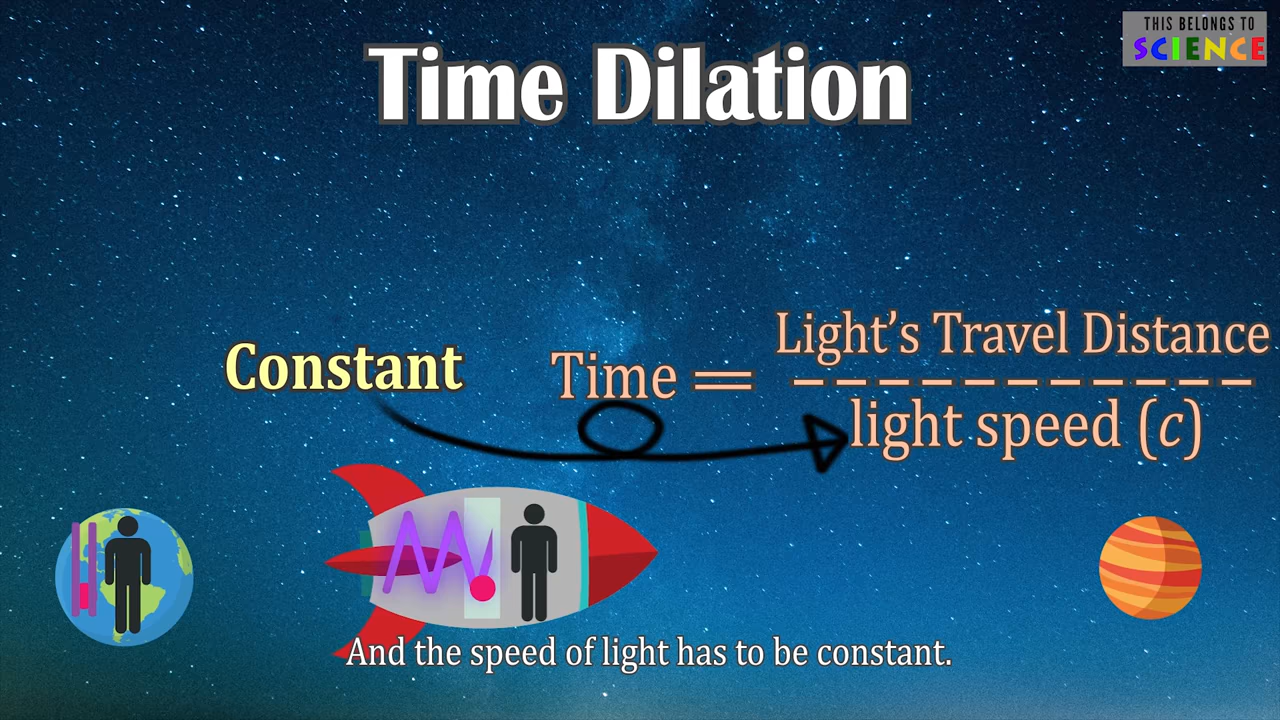 THIS BELONGS TO
SCIENCE
Time Dilation
Constant
Time =
Light's Travel Distance
light speed (c)
And the speed of light has to be constant.